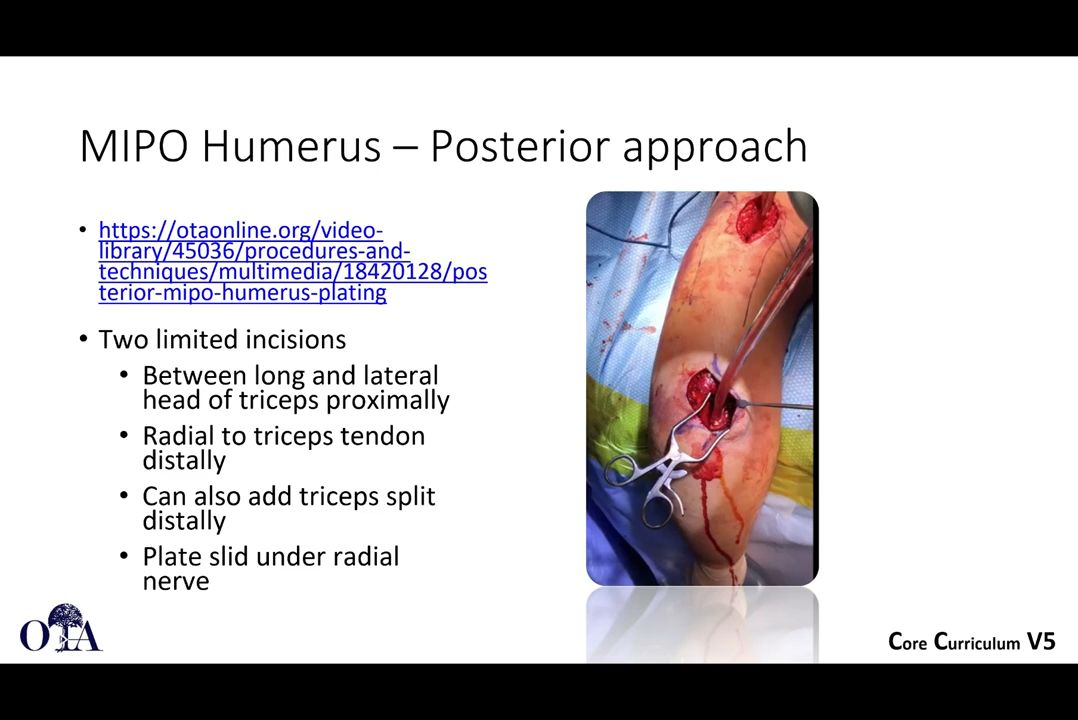 MIPO Humerus – Posterior approach
• https://otaonline.org/video-
library/45036/procedures-and-
techniques/multimedia/18420128/pos
terior-mipo-humerus-plating
• Two limited incisions
• Between long and lateral
head of triceps proximally
• Radial to triceps tendon
distally
• Can also add triceps split
distally
• Plate slid under radial
nerve
OTA
Core Curriculum V5